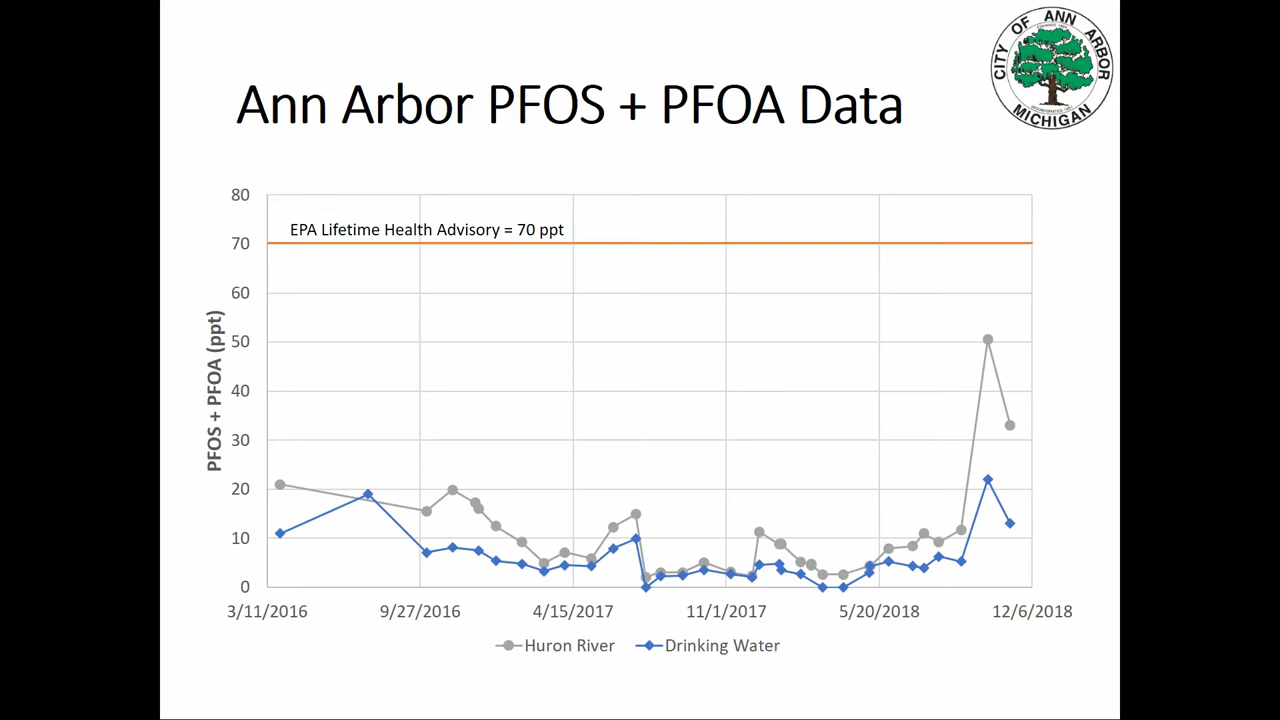 CITY OF ANN ARBOR
MICHIGAN
Ann Arbor PFOS + PFOA Data
80
EPA Lifetime Health Advisory = 70 ppt
70
60
50
40
30
20
10
0
PFOS + PFOA (ppt)
3/11/2016 9/27/2016 4/15/2017 11/1/2017 5/20/2018 12/6/2018
Huron River Drinking Water